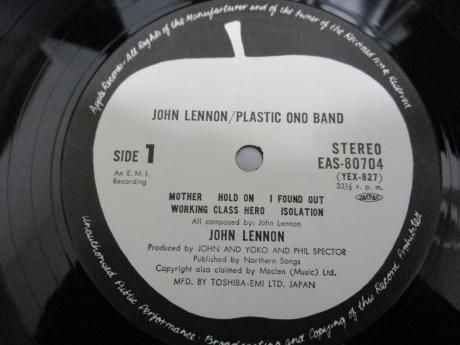 Apple Records · All Rights of the Manufacturer and of the Owner of the Recorded Work Reserved
JOHN LENNON/PLASTIC ONO BAND
SIDE 1
An E.M.I.
Recording
STEREO
EAS-80704
(YEX-827)
33⅓ r.p.m.
JASRAC
MOTHER HOLD ON I FOUND OUT
WORKING CLASS HERO ISOLATION
All composed by: John Lennon
JOHN LENNON
Produced by JOHN AND YOKO AND PHIL SPECTOR
Published by Northern Songs
Copyright also claimed by Maclen (Music) Ltd.
MFD. BY TOSHIBA-EMI LTD. JAPAN
Unauthorised Public Performance · Broadcasting and Copying of this Record Prohibited